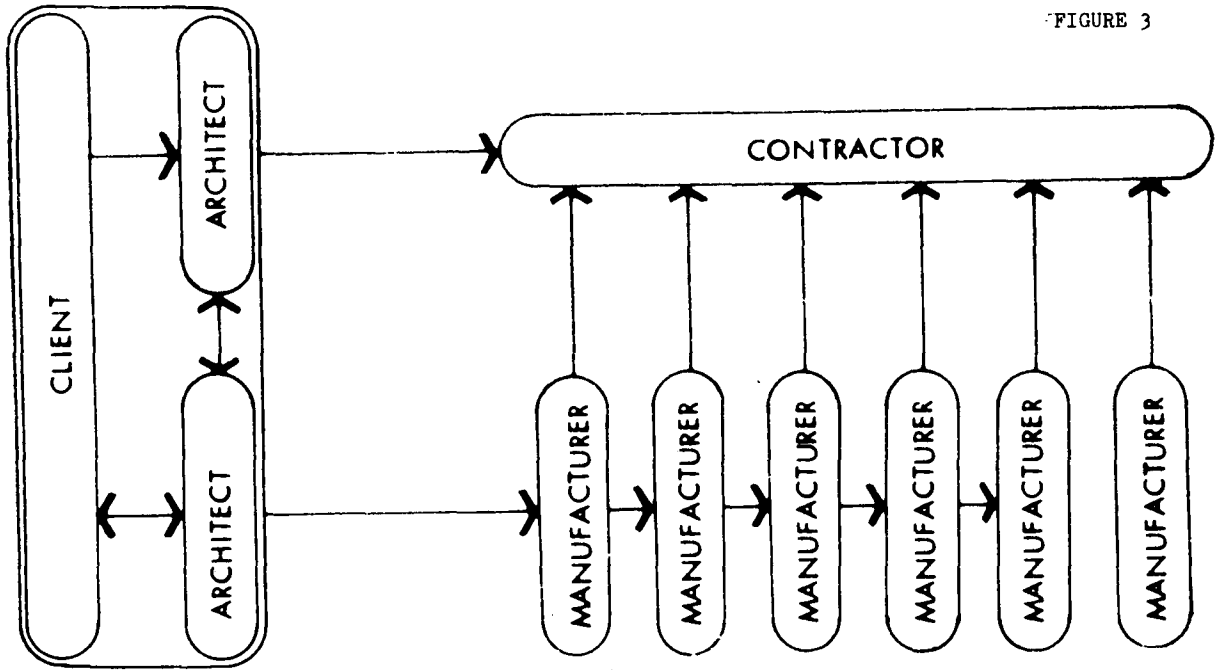 FIGURE 3
CLIENT
ARCHITECT
ARCHITECT
CONTRACTOR
MANUFACTURER
MANUFACTURER
MANUFACTURER
MANUFACTURER
MANUFACTURER
MANUFACTURER